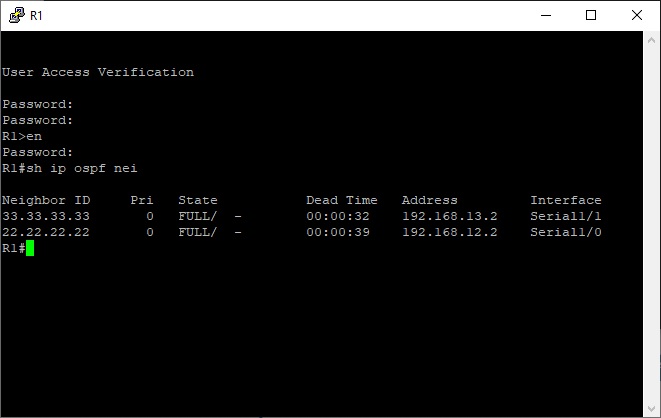 R1
User Access Verification
Password:
Password:
R1>en
Password:
R1#sh ip ospf nei
Neighbor ID     Pri   State           Dead Time   Address         Interface
33.33.33.33       0   FULL/  -        00:00:32    192.168.13.2    Serial1/1
22.22.22.22       0   FULL/  -        00:00:39    192.168.12.2    Serial1/0
R1#